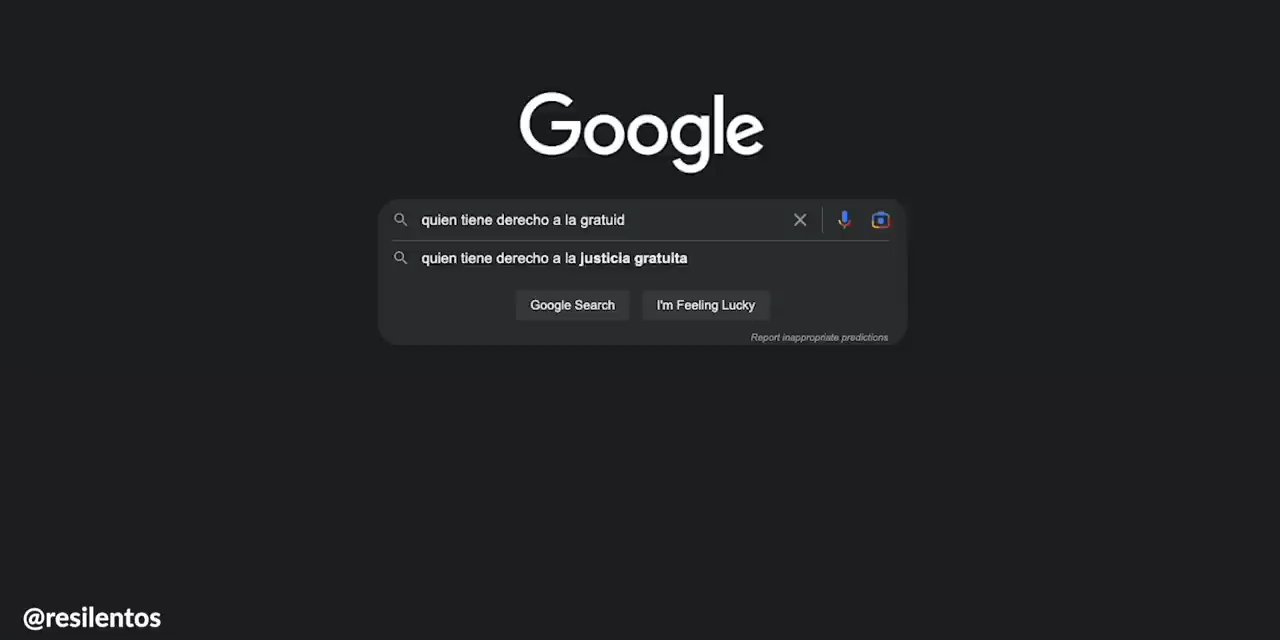 Google
quien tiene derecho a la gratuid
quien tiene derecho a la justicia gratuita
Google Search
I'm Feeling Lucky
Report inappropriate predictions
@resilentos